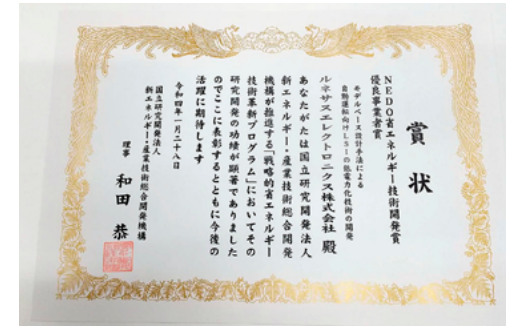 賞状
NEDO省エネルギー技術開発賞
優良事業者賞
モデルベース設計手法による
自動運転向けLSIの低電力化技術の開発
ルネサスエレクトロニクス株式会社 殿
あなたがたは国立研究開発法人
新エネルギー・産業技術総合開発
機構が推進する「戦略的省エネルギー
技術革新プログラム」においてその
研究開発の功績が顕著でありました
のでここに表彰するとともに今後の
活躍に期待します
令和四年一月二十八日
国立研究開発法人
新エネルギー・産業技術総合開発機構
理事 和田 恭